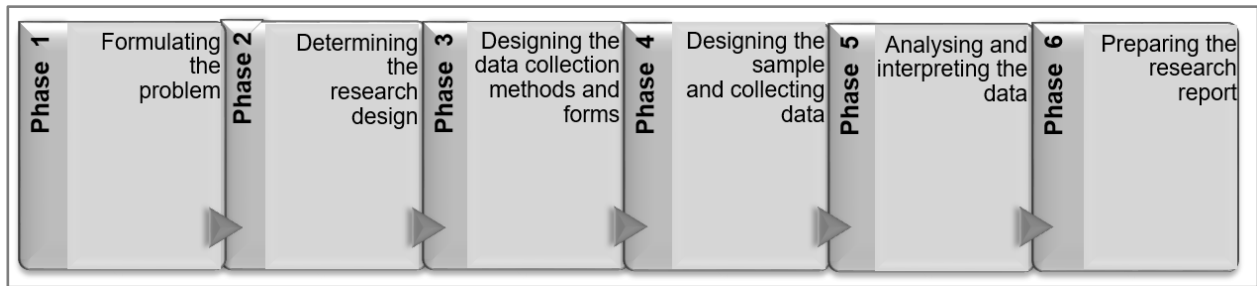 Phase 1
Formulating
the
problem
Phase 2
Determining
the
research
design
Phase 3
Designing the
data collection
methods and
forms
Phase 4
Designing the
sample
and collecting
data
Phase 5
Analysing and
interpreting the
data
Phase 6
Preparing the
research
report